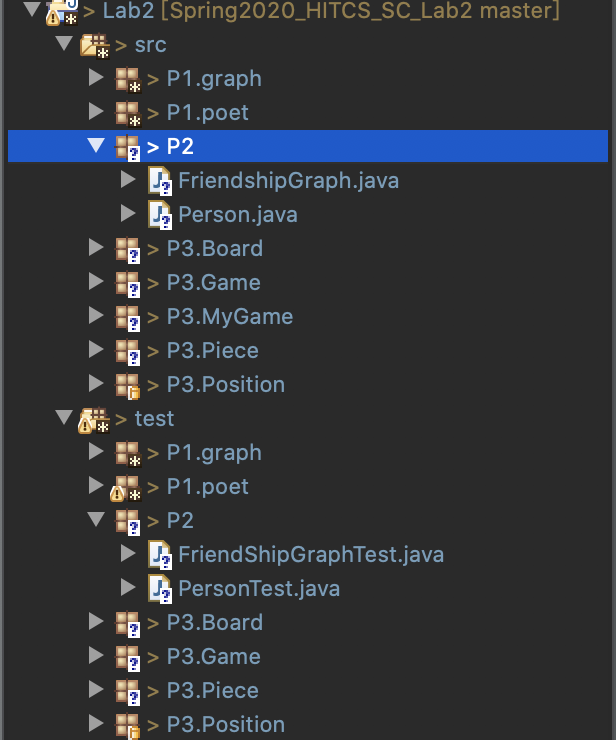 > Lab2 [Spring2020_HITCS_SC_Lab2 master]
> src
> P1.graph
> P1.poet
> P2
FriendshipGraph.java
Person.java
> P3.Board
> P3.Game
> P3.MyGame
> P3.Piece
> P3.Position
> test
> P1.graph
> P1.poet
> P2
FriendShipGraphTest.java
PersonTest.java
> P3.Board
> P3.Game
> P3.Piece
> P3.Position